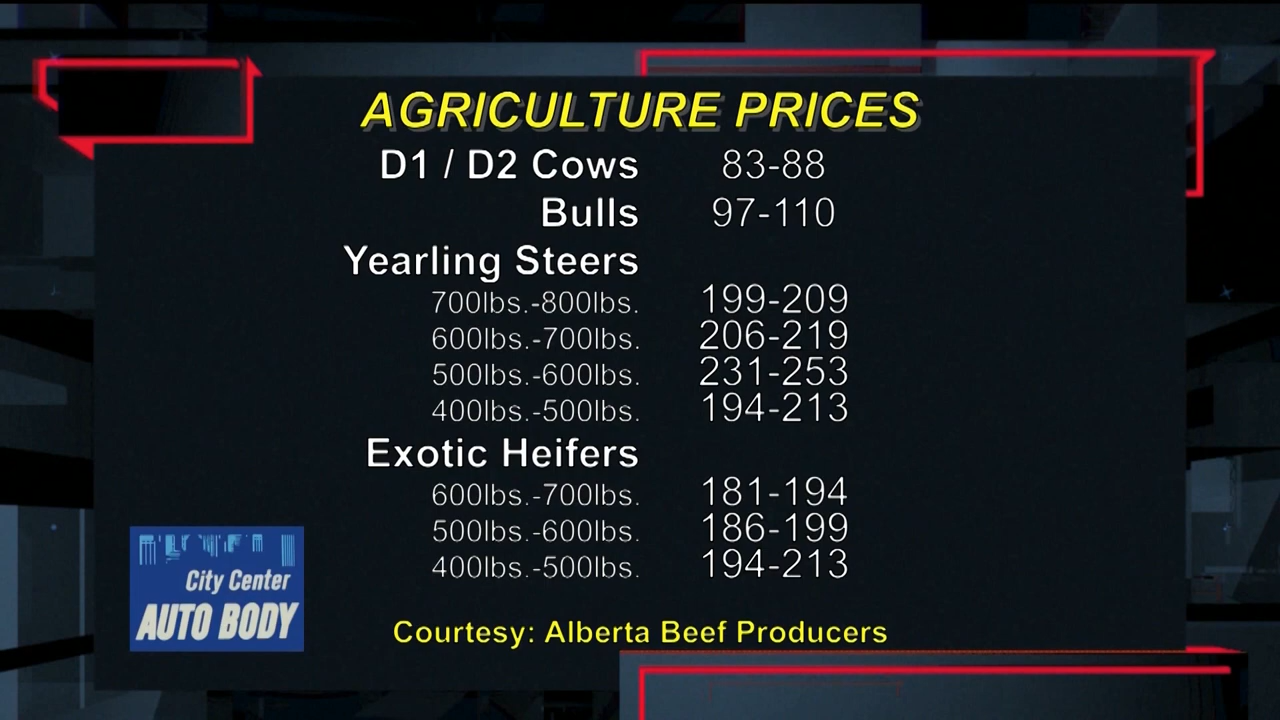 AGRICULTURE PRICES
D1 / D2 Cows 83-88
Bulls 97-110
Yearling Steers
700lbs.-800lbs. 199-209
600lbs.-700lbs. 206-219
500lbs.-600lbs. 231-253
400lbs.-500lbs. 194-213
Exotic Heifers
600lbs.-700lbs. 181-194
500lbs.-600lbs. 186-199
400lbs.-500lbs. 194-213
City Center
AUTO BODY
Courtesy: Alberta Beef Producers